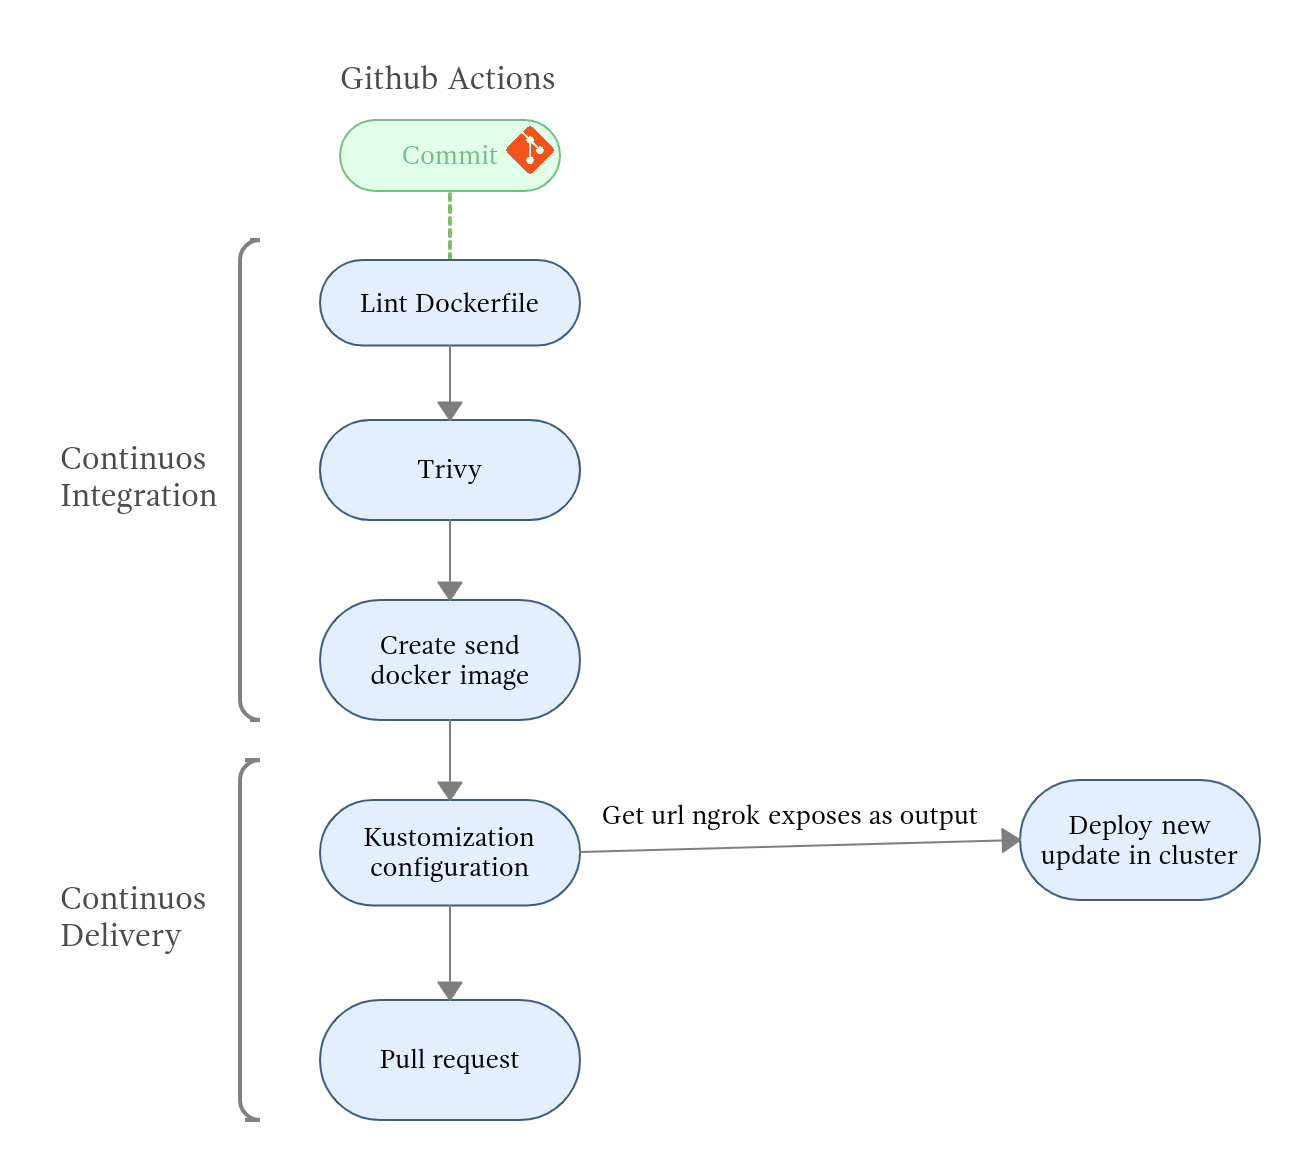 Github Actions
Commit
Lint Dockerfile
Continuos
Integration
Trivy
Create send
docker image
Kustomization
configuration
Get url ngrok exposes as output
Deploy new
update in cluster
Continuos
Delivery
Pull request